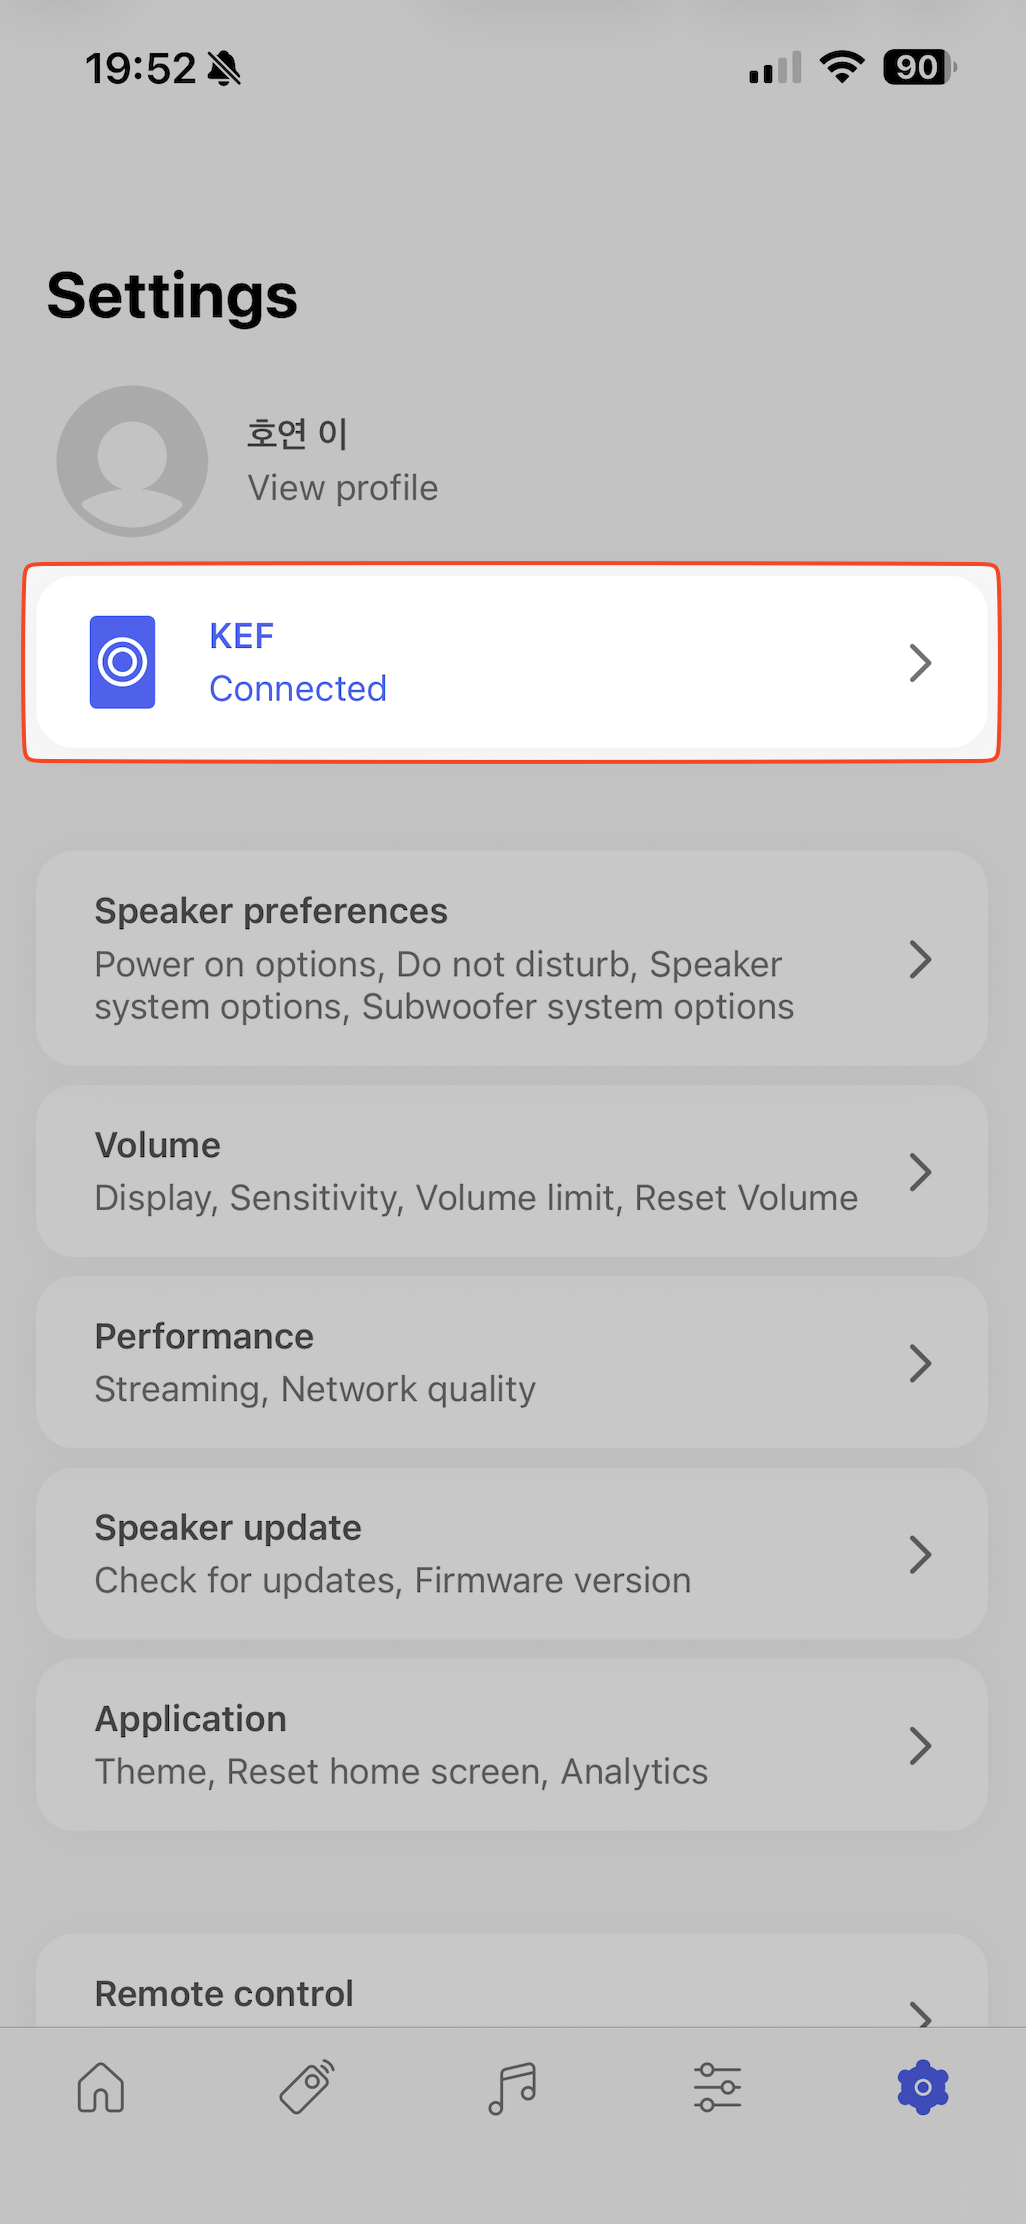 19:52
90
Settings
호연 이
View profile
KEF
Connected
Speaker preferences
Power on options, Do not disturb, Speaker
system options, Subwoofer system options
Volume
Display, Sensitivity, Volume limit, Reset Volume
Performance
Streaming, Network quality
Speaker update
Check for updates, Firmware version
Application
Theme, Reset home screen, Analytics
Remote control